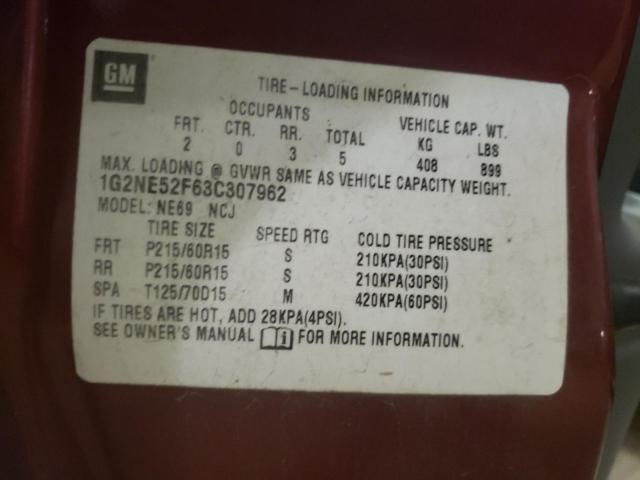 GM
TIRE-LOADING INFORMATION
OCCUPANTS VEHICLE CAP. WT.
FRT. CTR. RR. TOTAL KG LBS
2 0 3 5 408 899
MAX. LOADING @ GVWR SAME AS VEHICLE CAPACITY WEIGHT.
1G2NE52F63C307962
MODEL: NE69 NCJ
TIRE SIZE SPEED RTG COLD TIRE PRESSURE
FRT P215/60R15 S 210KPA(30PSI)
RR P215/60R15 S 210KPA(30PSI)
SPA T125/70D15 M 420KPA(60PSI)
IF TIRES ARE HOT, ADD 28KPA(4PSI).
SEE OWNER'S MANUAL i FOR MORE INFORMATION.